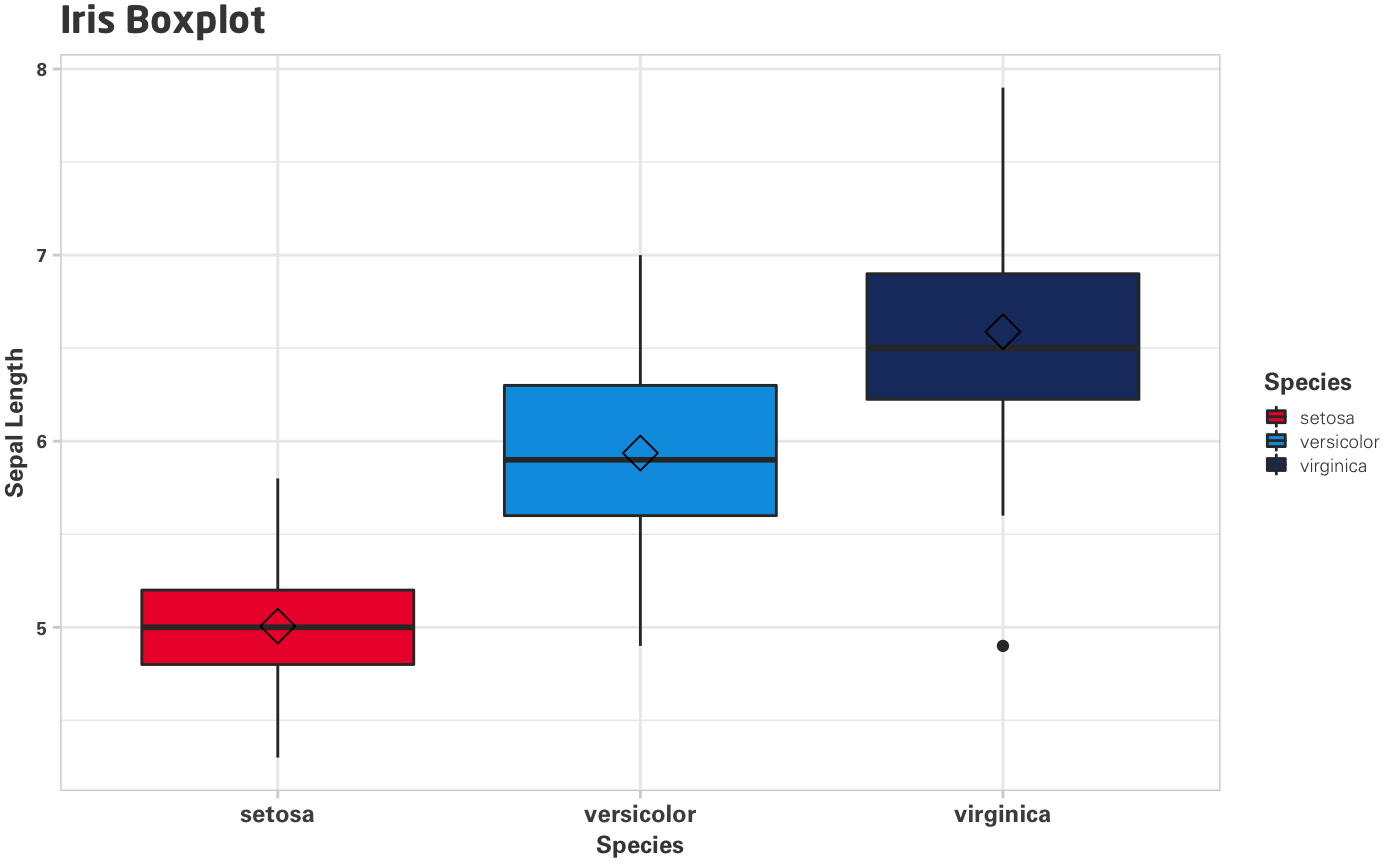 Iris Boxplot
8
7
6
5
Sepal Length
setosa
versicolor
virginica
Species
Species
setosa
versicolor
virginica